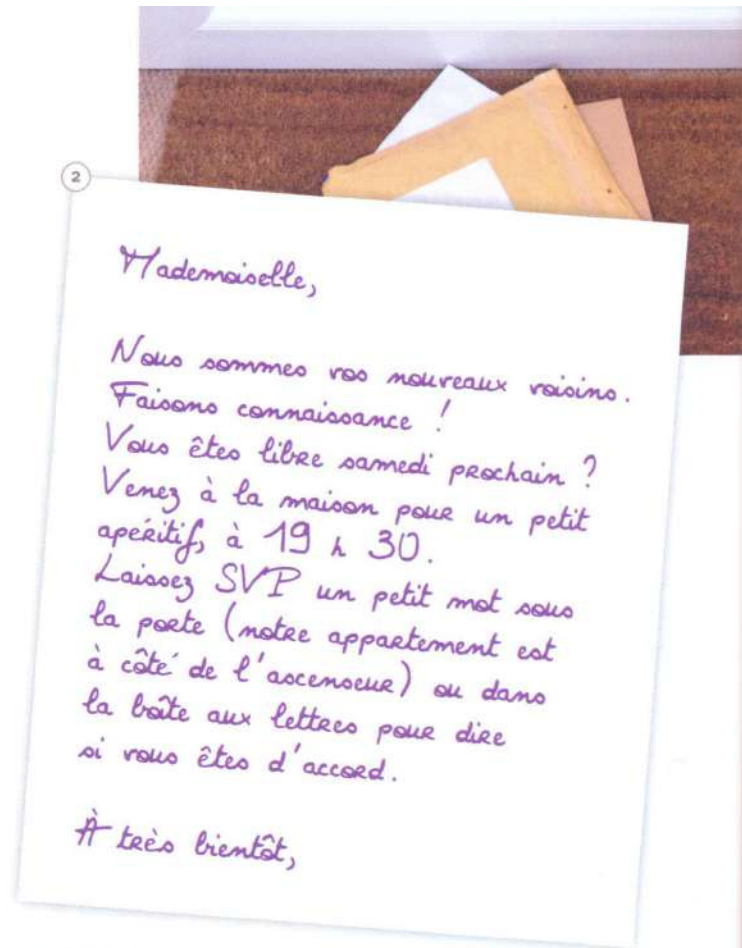 2
Mademoiselle,
Nous sommes vos nouveaux voisins.
Faisons connaissance !
Vous êtes libre samedi prochain ?
Venez à la maison pour un petit
apéritif, à 19 h 30.
Laissez SVP un petit mot sous
la porte (notre appartement est
à côté de l'ascenseur) ou dans
la boîte aux lettres pour dire
si vous êtes d'accord.
À très bientôt,